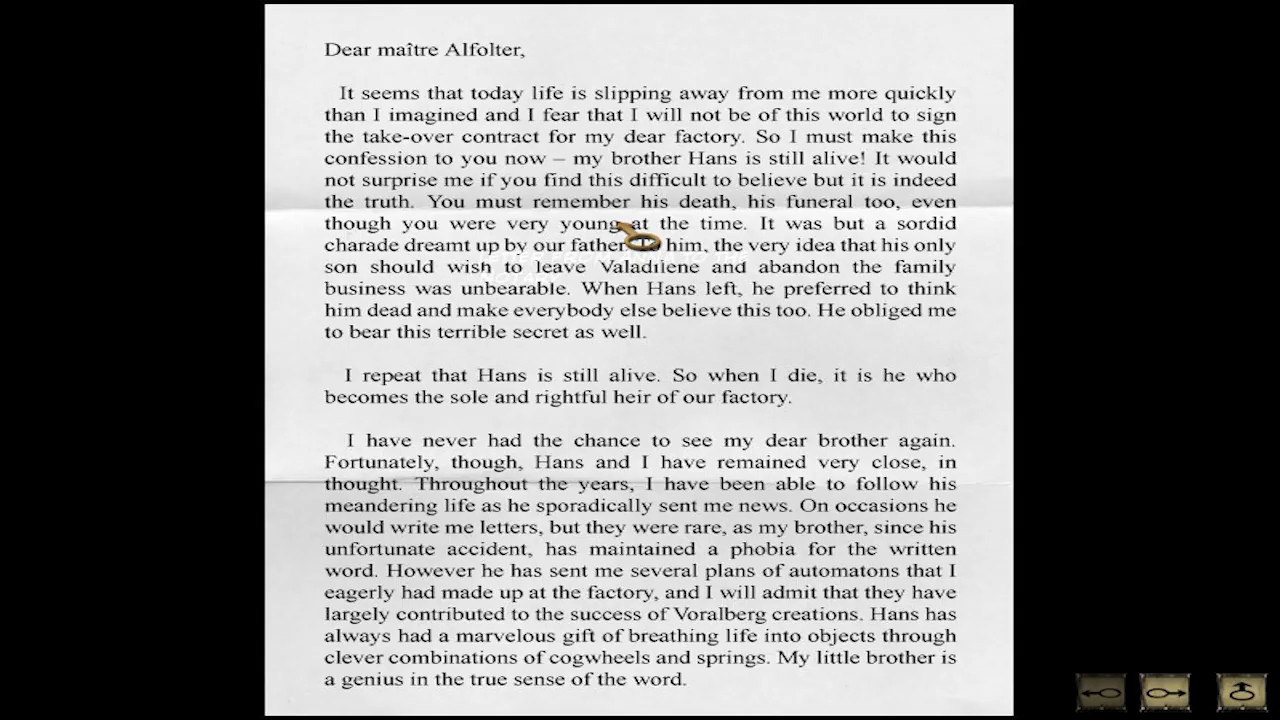 Dear maître Alfolter,
It seems that today life is slipping away from me more quickly
than I imagined and I fear that I will not be of this world to sign
the take-over contract for my dear factory. So I must make this
confession to you now – my brother Hans is still alive! It would
not surprise me if you find this difficult to believe but it is indeed
the truth. You must remember his death, his funeral too, even
though you were very young at the time. It was but a sordid
charade dreamt up by our father. To him, the very idea that his only
LETTER FROM ANNA TO THE
son should wish to leave Valadilene and abandon the family
NOTARY
business was unbearable. When Hans left, he preferred to think
him dead and make everybody else believe this too. He obliged me
to bear this terrible secret as well.
I repeat that Hans is still alive. So when I die, it is he who
becomes the sole and rightful heir of our factory.
I have never had the chance to see my dear brother again.
Fortunately, though, Hans and I have remained very close, in
thought. Throughout the years, I have been able to follow his
meandering life as he sporadically sent me news. On occasions he
would write me letters, but they were rare, as my brother, since his
unfortunate accident, has maintained a phobia for the written
word. However he has sent me several plans of automatons that I
eagerly had made up at the factory, and I will admit that they have
largely contributed to the success of Voralberg creations. Hans has
always had a marvelous gift of breathing life into objects through
clever combinations of cogwheels and springs. My little brother is
a genius in the true sense of the word.